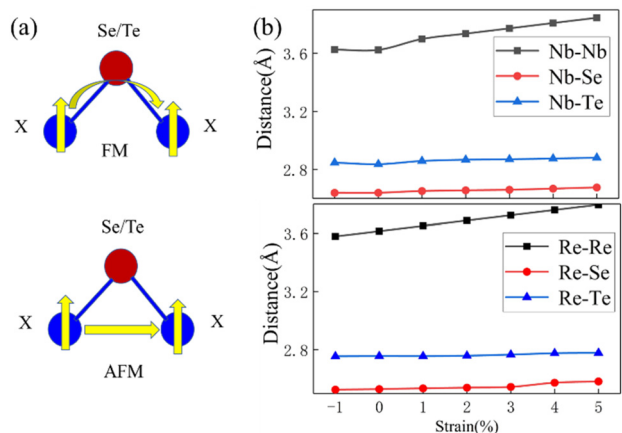 (a)
Se/Te
X
X
FM
Se/Te
X
X
AFM
(b)
Distance(Å)
3.6
3.2
2.8
Nb-Nb
Nb-Se
Nb-Te
Distance(Å)
3.6
3.2
2.8
Re-Re
Re-Se
Re-Te
-1 0 1 2 3 4 5
Strain(%)